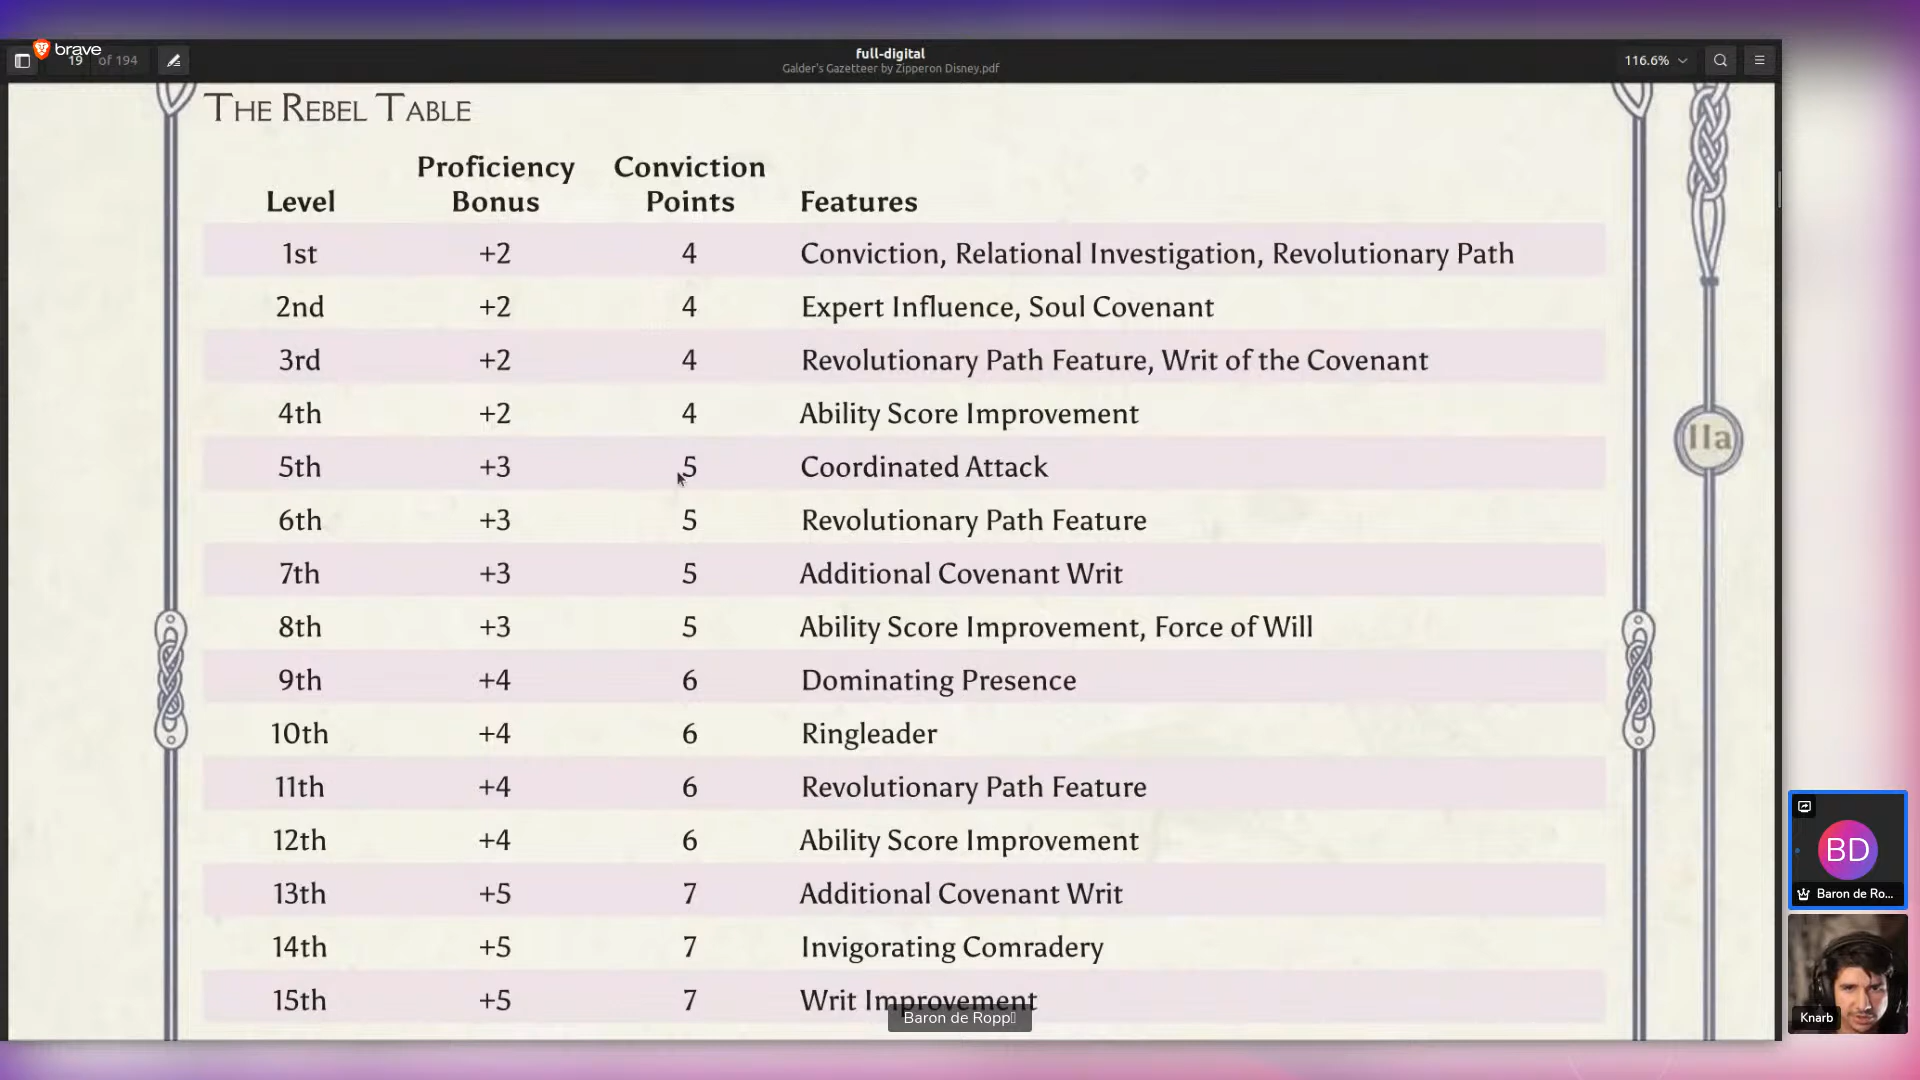 brave
19 of 194
full-digital
Galder's Gazetteer by Zipperon Disney.pdf
116.6%
THE REBEL TABLE
Level Proficiency Bonus Conviction Points Features
1st +2 4 Conviction, Relational Investigation, Revolutionary Path
2nd +2 4 Expert Influence, Soul Covenant
3rd +2 4 Revolutionary Path Feature, Writ of the Covenant
4th +2 4 Ability Score Improvement
5th +3 5 Coordinated Attack
6th +3 5 Revolutionary Path Feature
7th +3 5 Additional Covenant Writ
8th +3 5 Ability Score Improvement, Force of Will
9th +4 6 Dominating Presence
10th +4 6 Ringleader
11th +4 6 Revolutionary Path Feature
12th +4 6 Ability Score Improvement
13th +5 7 Additional Covenant Writ
14th +5 7 Invigorating Comradery
15th +5 7 Writ Improvement
IIa
BD
Baron de Ro...
Knarb
Baron de Ropp